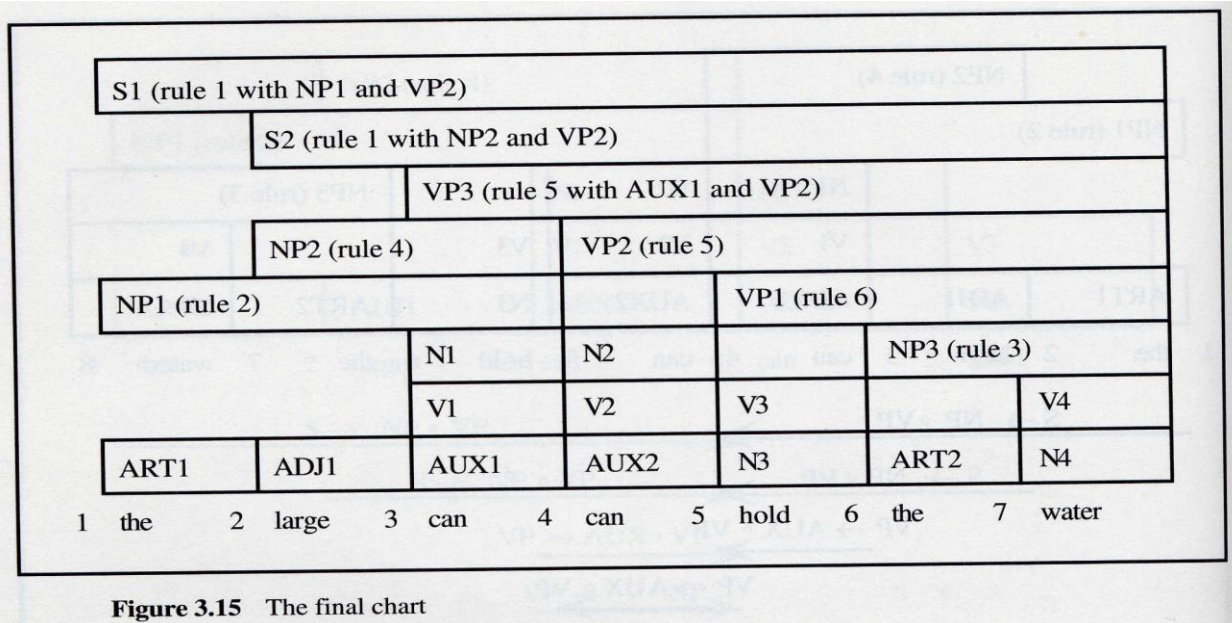 S1 (rule 1 with NP1 and VP2)
S2 (rule 1 with NP2 and VP2)
VP3 (rule 5 with AUX1 and VP2)
NP2 (rule 4) VP2 (rule 5)
NP1 (rule 2) VP1 (rule 6)
N1 N2 NP3 (rule 3)
V1 V2 V3 V4
ART1 ADJ1 AUX1 AUX2 N3 ART2 N4
1 the 2 large 3 can 4 can 5 hold 6 the 7 water
Figure 3.15 The final chart